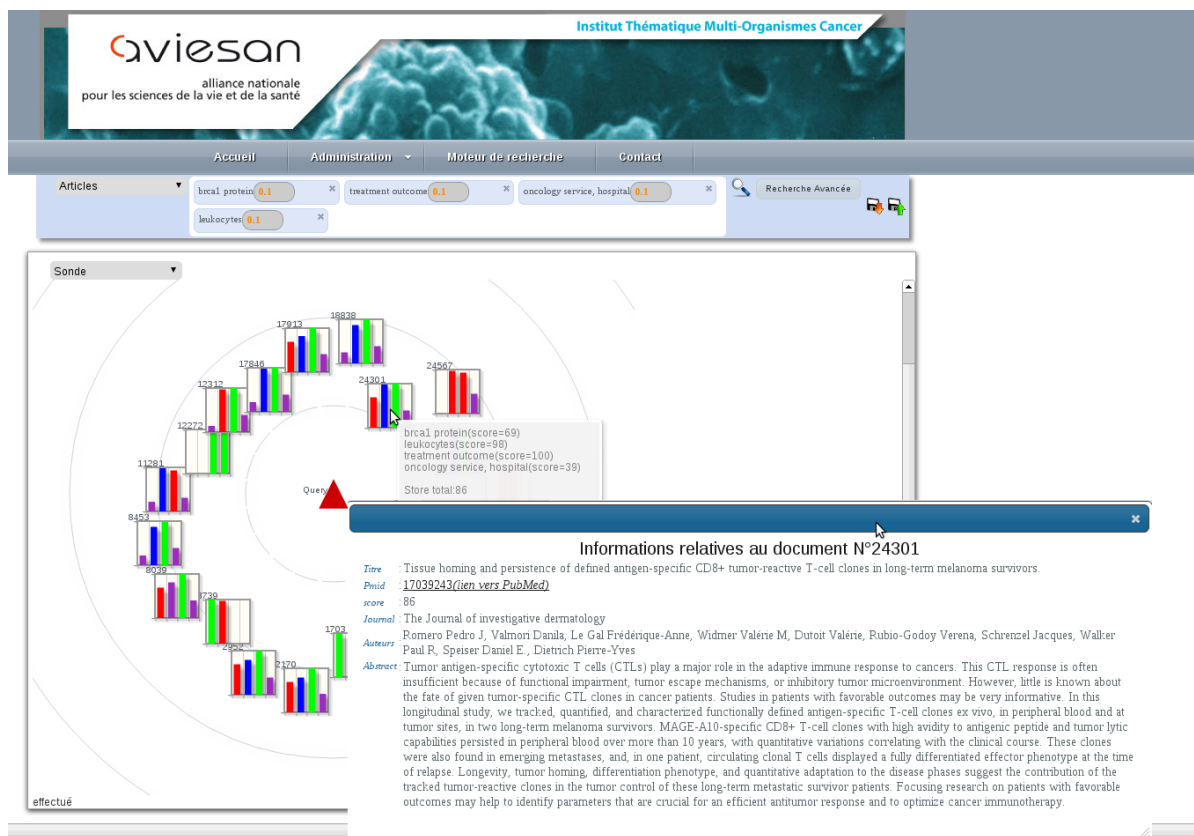 Institut Thématique Multi-Organismes Cancer
aviesan
alliance nationale
pour les sciences de la vie et de la santé
Accueil Administration Moteur de recherche Contact
Articles
brca1 protein 0.1 treatment outcome 0.1 oncology service, hospital 0.1
Recherche Avancée
leukocytes 0.1
Sonde
18838
17913
17846
24567
24301
12312
12272
11281
8453
8039
2170
1703
Query
brca1 protein(score=69)
leukocytes(score=98)
treatment outcome(score=100)
oncology service, hospital(score=39)
Store total:86
effectué
Informations relatives au document N°24301
Titre : Tissue homing and persistence of defined antigen-specific CD8+ tumor-reactive T-cell clones in long-term melanoma survivors.
Pmid : 17039243(lien vers PubMed)
score : 86
Journal : The Journal of investigative dermatology
Auteurs : Romero Pedro J, Valmori Danila, Le Gal Frédérique-Anne, Widmer Valérie M, Dutoit Valérie, Rubio-Godoy Verena, Schrenzel Jacques, Walker
Paul R, Speiser Daniel E., Dietrich Pierre-Yves
Abstract : Tumor antigen-specific cytotoxic T cells (CTLs) play a major role in the adaptive immune response to cancers. This CTL response is often
insufficient because of functional impairment, tumor escape mechanisms, or inhibitory tumor microenvironment. However, little is known about
the fate of given tumor-specific CTL clones in cancer patients. Studies in patients with favorable outcomes may be very informative. In this
longitudinal study, we tracked, quantified, and characterized functionally defined antigen-specific T-cell clones ex vivo, in peripheral blood and at
tumor sites, in two long-term melanoma survivors. MAGE-A10-specific CD8+ T-cell clones with high avidity to antigenic peptide and tumor lytic
capabilities persisted in peripheral blood over more than 10 years, with quantitative variations correlating with the clinical course. These clones
were also found in emerging metastases, and, in one patient, circulating clonal T cells displayed a fully differentiated effector phenotype at the time
of relapse. Longevity, tumor homing, differentiation phenotype, and quantitative adaptation to the disease phases suggest the contribution of the
tracked tumor-reactive clones in the tumor control of these long-term metastatic survivor patients. Focusing research on patients with favorable
outcomes may help to identify parameters that are crucial for an efficient antitumor response and to optimize cancer immunotherapy.